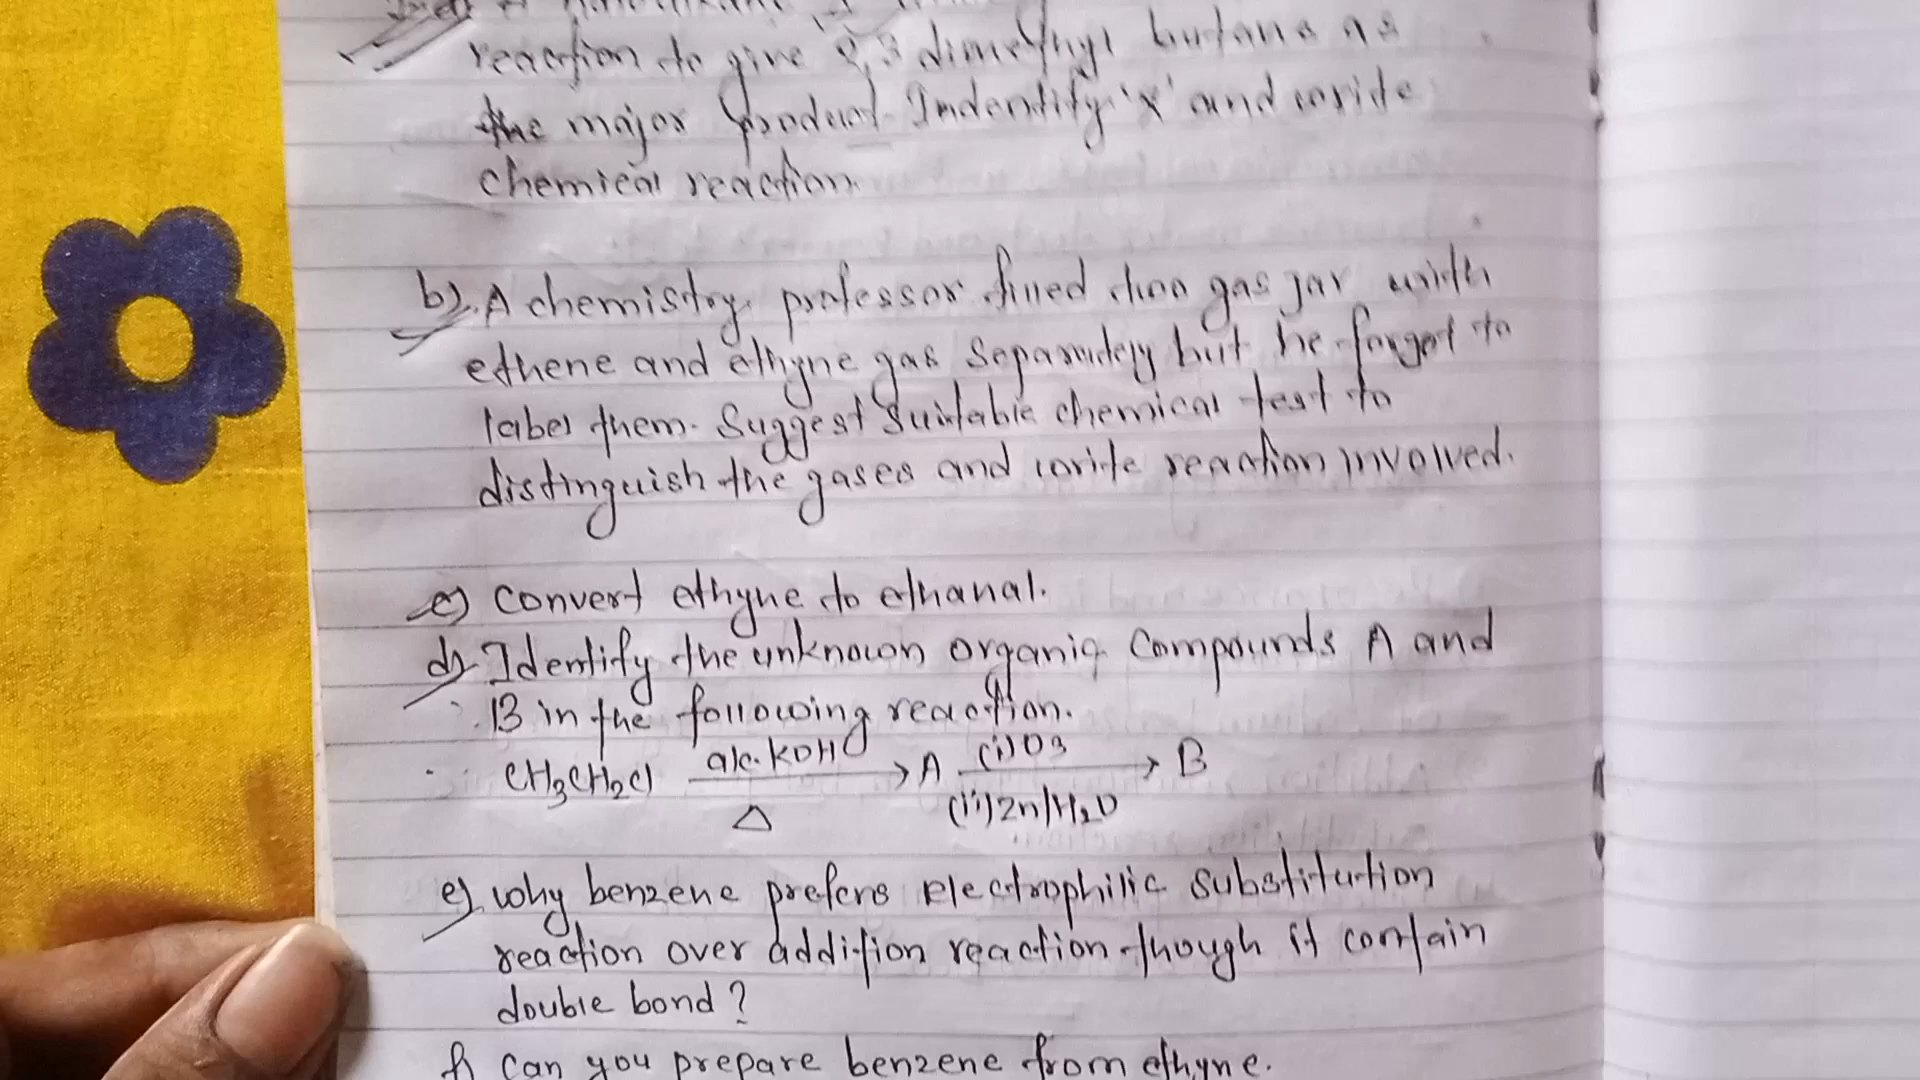 reaction to give 2,3 dimethyl butane as
the major product. Indentify 'x' and write
chemical reaction.
b). A chemistry professor filled two gas jar with
ethene and ethyne gas separately but he forgot to
label them. Suggest suitable chemical test to
distinguish the gases and write reaction involved.
c) Convert ethyne to ethanal.
d) Identify the unknown organic compounds A and
B in the following reaction.
CH3CH2Cl alc. KOH → A (i) O3 → B
Δ (ii) Zn/H2O
e) Why benzene prefers electrophilic substitution
reaction over addition reaction though it contain
double bond?
f) Can you prepare benzene from ethyne.